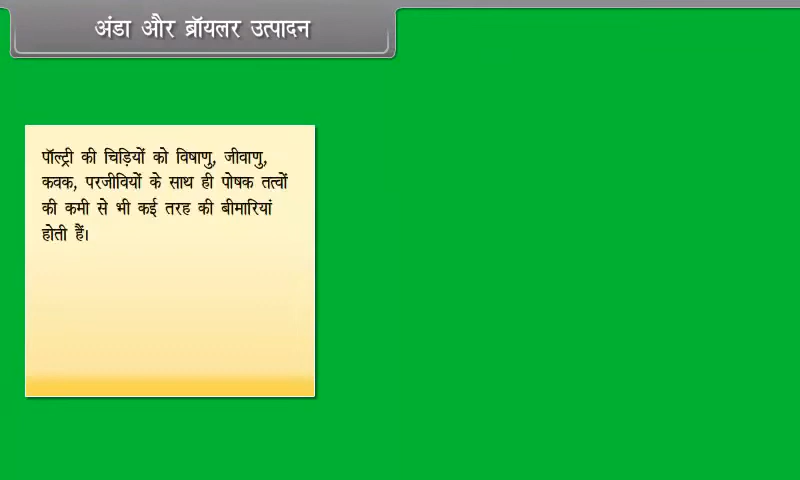 अंडा और ब्रॉयलर उत्पादन
पॉल्ट्री की चिड़ियों को विषाणु, जीवाणु,
कवक, परजीवियों के साथ ही पोषक तत्वों
की कमी से भी कई तरह की बीमारियां
होती हैं।